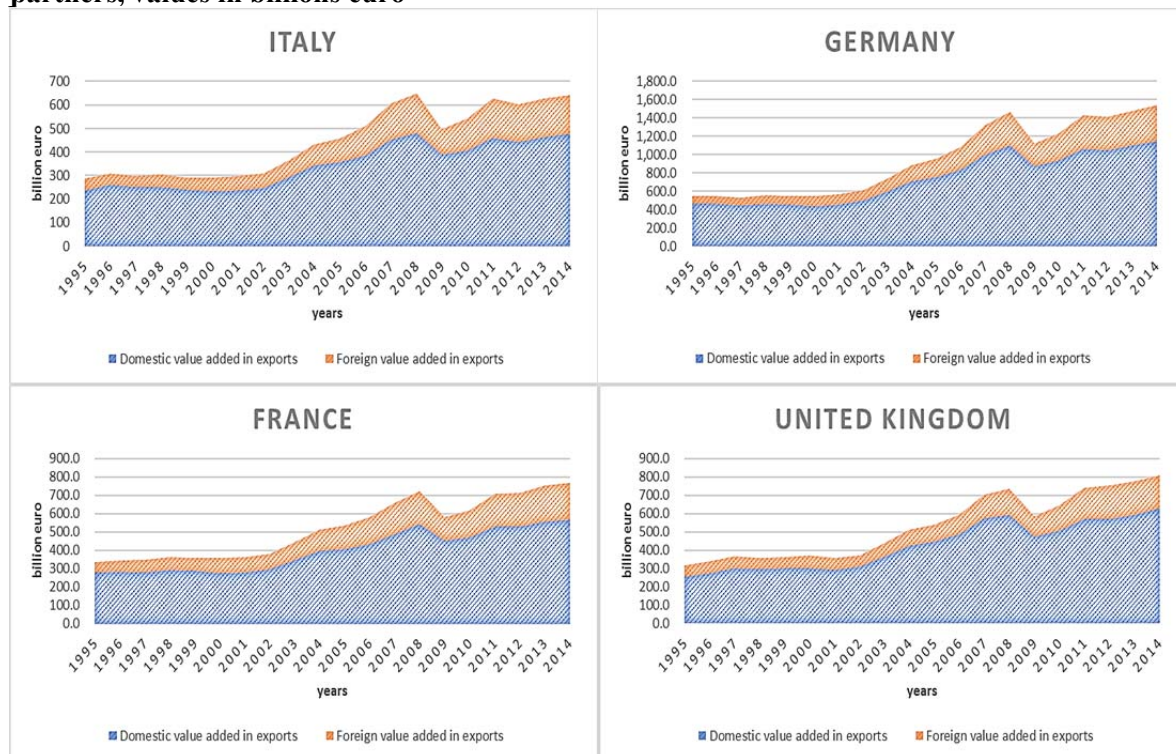 partners, values in billions euro
ITALY
700
600
500
400
300
200
100
0
billion euro
1995 1996 1997 1998 1999 2000 2001 2002 2003 2004 2005 2006 2007 2008 2009 2010 2011 2012 2013 2014
years
Domestic value added in exports Foreign value added in exports
GERMANY
1,800.0
1,600.0
1,400.0
1,200.0
1,000.0
800.0
600.0
400.0
200.0
0.0
billion euro
1995 1996 1997 1998 1999 2000 2001 2002 2003 2004 2005 2006 2007 2008 2009 2010 2011 2012 2013 2014
years
Domestic value added in exports Foreign value added in exports
FRANCE
900.0
800.0
700.0
600.0
500.0
400.0
300.0
200.0
100.0
0.0
billion euro
1995 1996 1997 1998 1999 2000 2001 2002 2003 2004 2005 2006 2007 2008 2009 2010 2011 2012 2013 2014
years
Domestic value added in exports Foreign value added in exports
UNITED KINGDOM
900.0
800.0
700.0
600.0
500.0
400.0
300.0
200.0
100.0
0.0
billion euro
1995 1996 1997 1998 1999 2000 2001 2002 2003 2004 2005 2006 2007 2008 2009 2010 2011 2012 2013 2014
years
Domestic value added in exports Foreign value added in exports